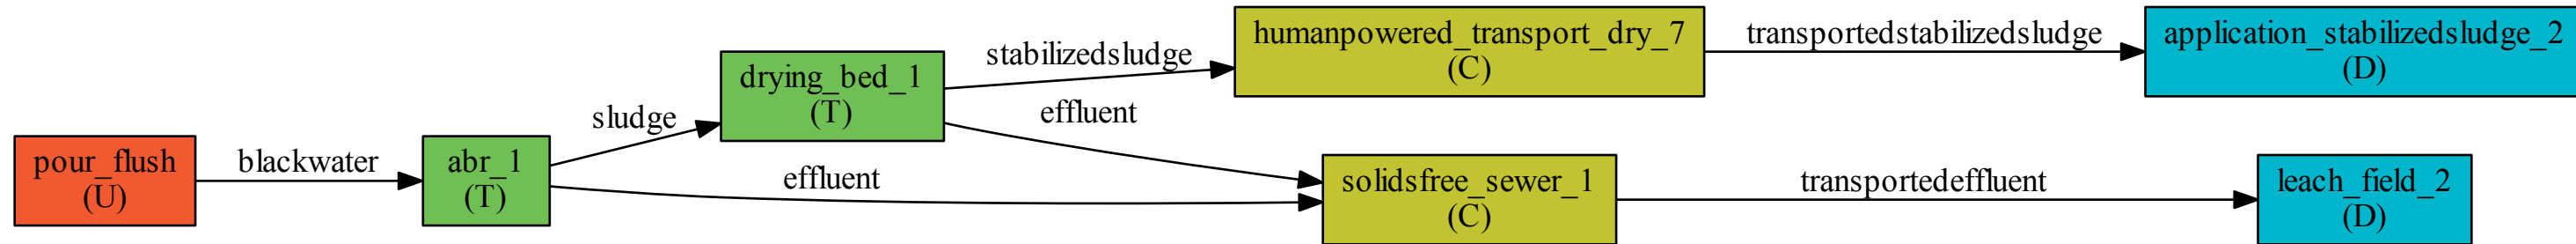 pour_flush
(U)
blackwater
abr_1
(T)
sludge
effluent
drying_bed_1
(T)
stabilizedsludge
effluent
humanpowered_transport_dry_7
(C)
solidsfree_sewer_1
(C)
transportedstabilizedsludge
transportedeffluent
application_stabilizedsludge_2
(D)
leach_field_2
(D)